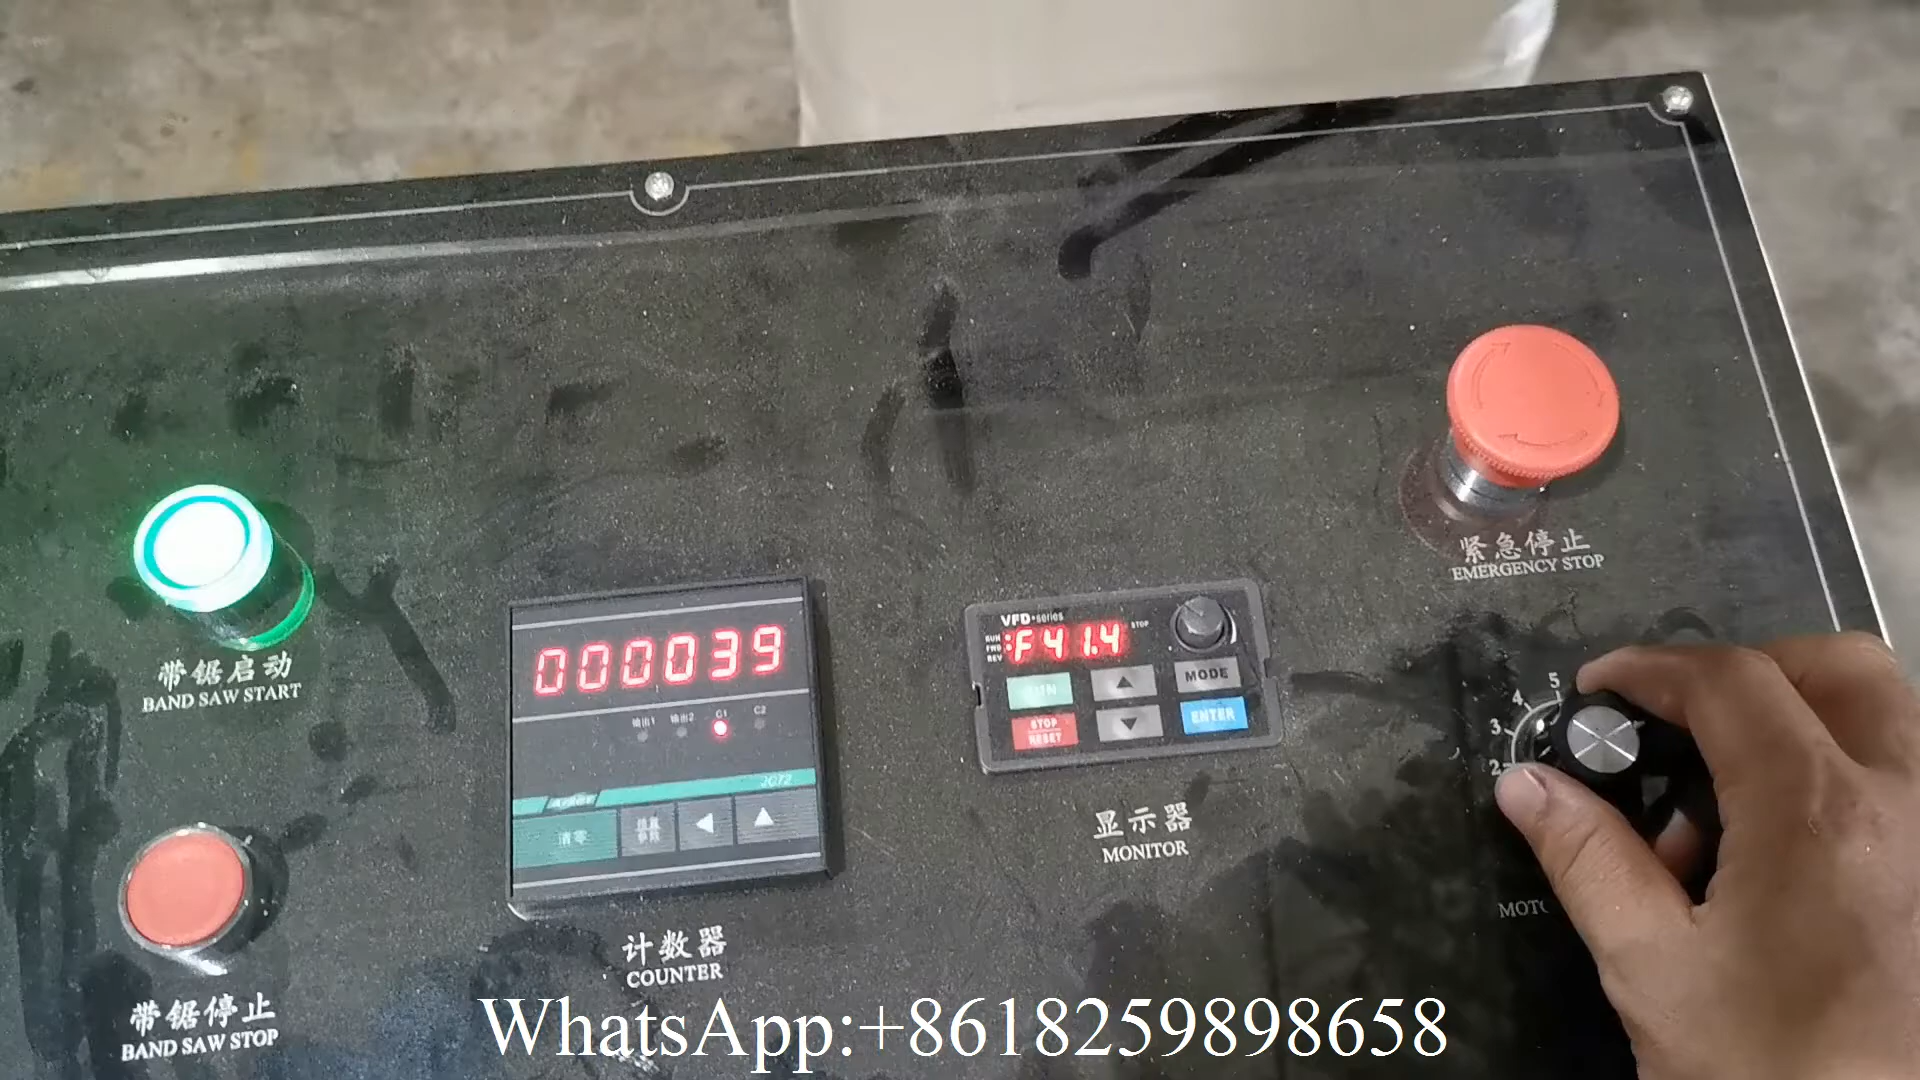 紧急停止
EMERGENCY STOP
带锯启动
BAND SAW START
000039
输出1 输出2 C1 C2
JC72
清零
VFD-series
RUN
FWD
REV
F41.4
STOP
MODE
RUN
STOP
RESET
ENTER
5
4
3
2
显示器
MONITOR
计数器
COUNTER
带锯停止
BAND SAW STOP
WhatsApp:+8618259898658